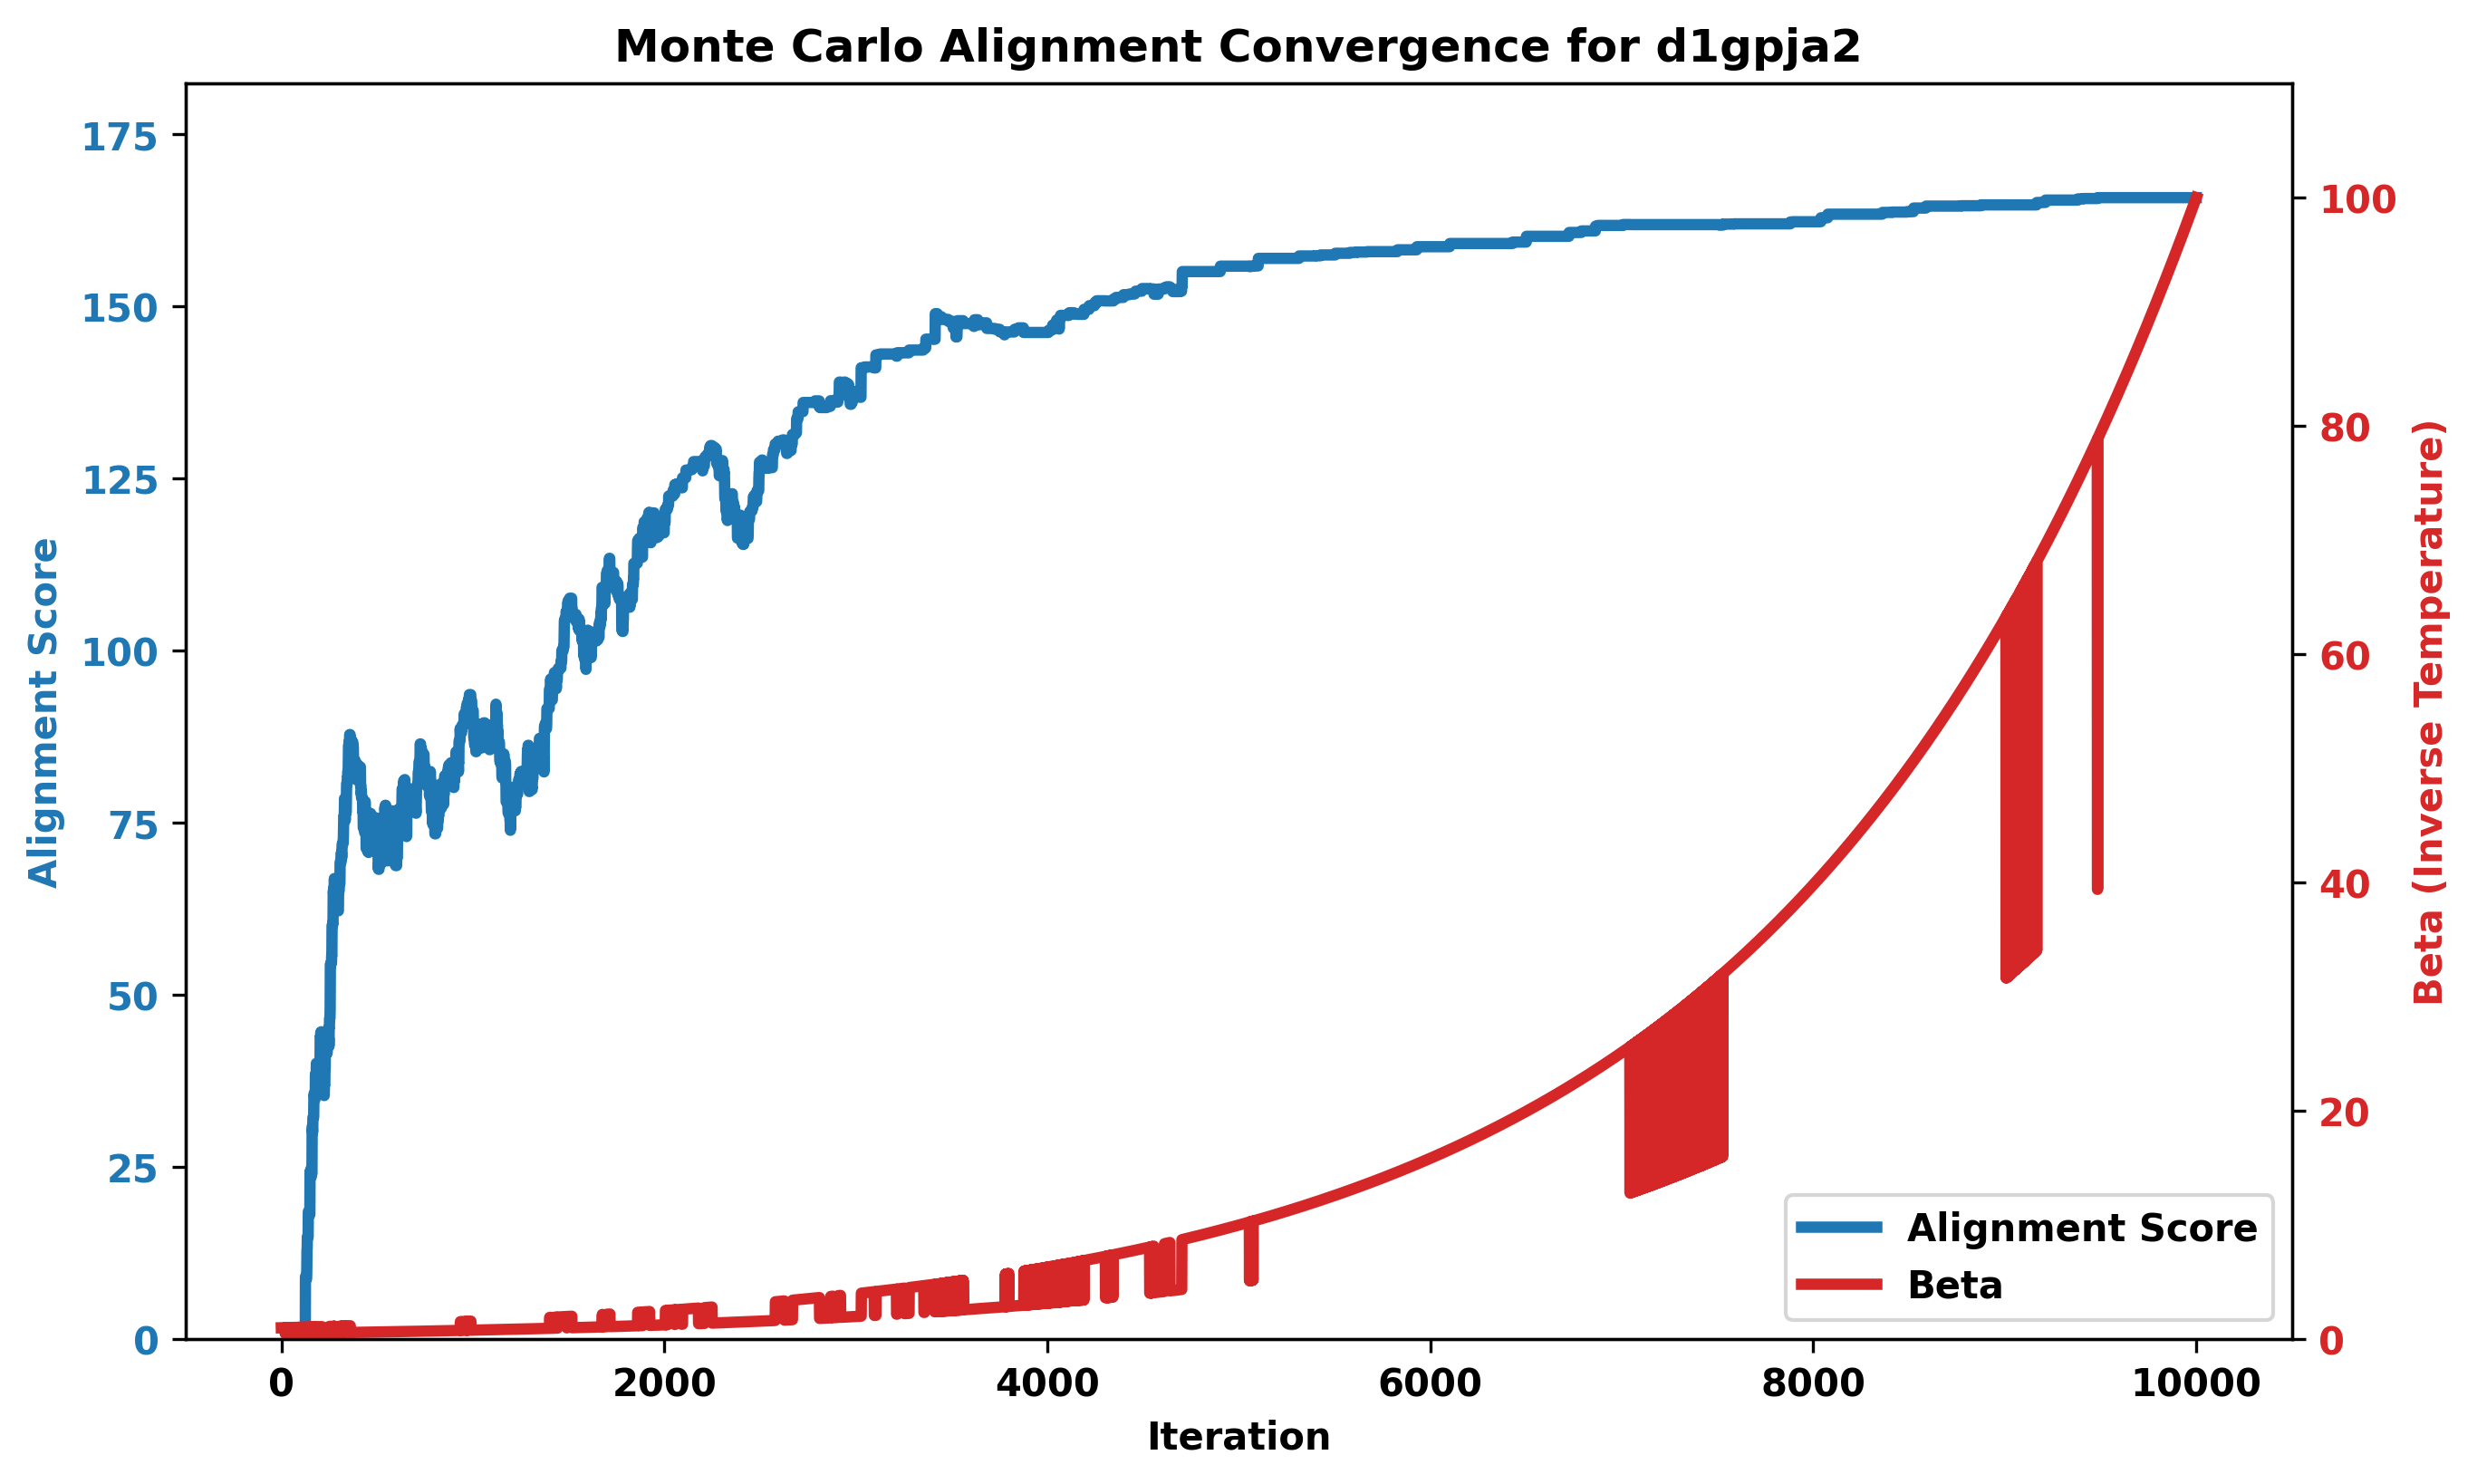 Monte Carlo Alignment Convergence for d1gpja2
Alignment Score
175
150
125
100
75
50
25
0
100
80
60
40
20
0
Beta (Inverse Temperature)
Alignment Score
Beta
0 2000 4000 6000 8000 10000
Iteration